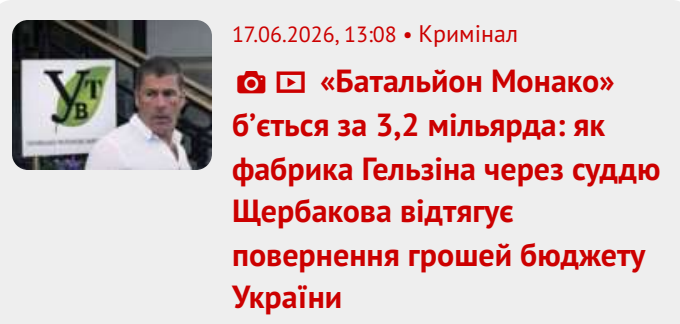 17.06.2026, 13:08 • Кримінал
«Батальйон Монако»
б’ється за 3,2 мільярда: як
фабрика Гельзіна через суддю
Щербакова відтягує
повернення грошей бюджету
України
УТВ